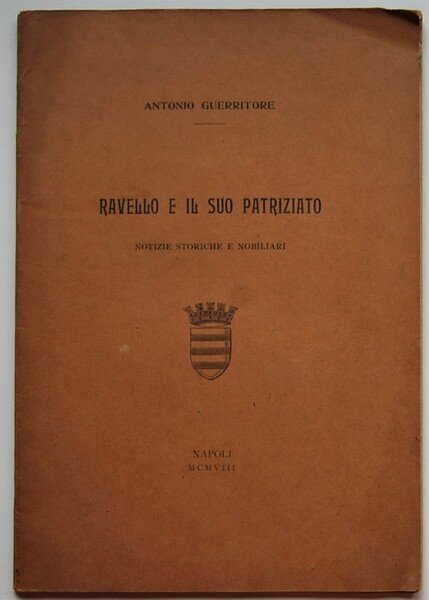 ANTONIO GUERRITORE
RAVELLO E IL SUO PATRIZIATO
NOTIZIE STORICHE E NOBILIARI
NAPOLI
MCMVIII